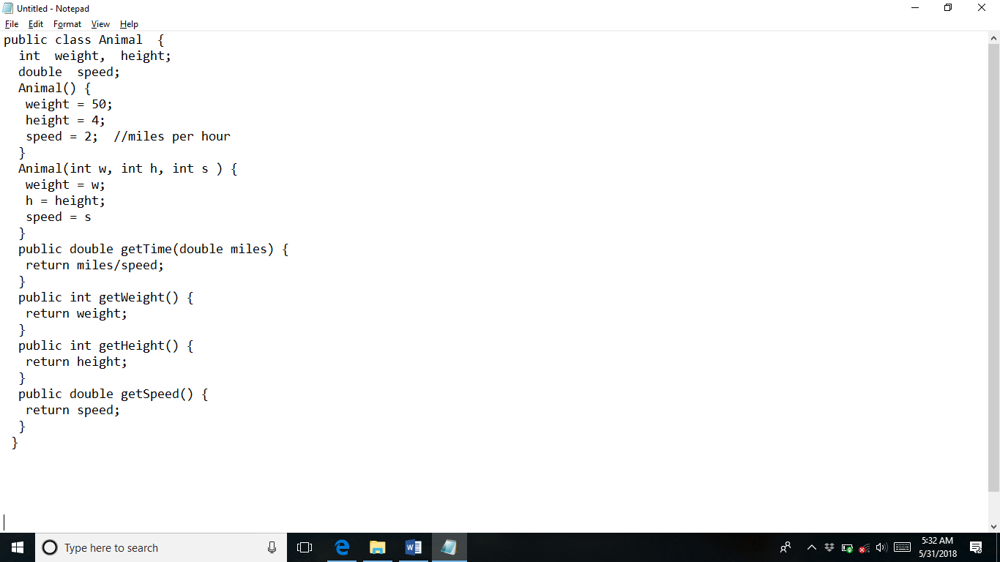 Untitled - Notepad
File Edit Format View Help
public class Animal  {
  int  weight,  height;
  double  speed;
  Animal() {
   weight = 50;
   height = 4;
   speed = 2;  //miles per hour
  }
  Animal(int w, int h, int s ) {
   weight = w;
   h = height;
   speed = s
  }
  public double getTime(double miles) {
   return miles/speed;
  }
  public int getWeight() {
   return weight;
  }
  public int getHeight() {
   return height;
  }
  public double getSpeed() {
   return speed;
  }
 }
Type here to search
5:32 AM
5/31/2018